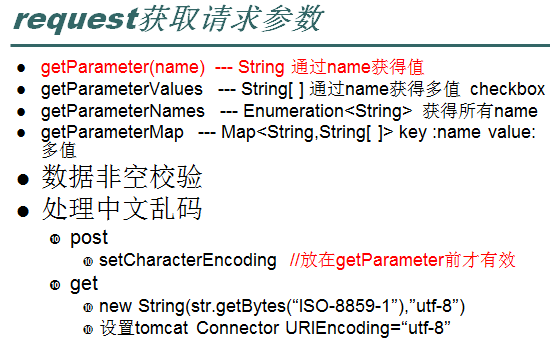 request获取请求参数
getParameter(name) --- String 通过name获得值
getParameterValues --- String[ ] 通过name获得多值 checkbox
getParameterNames --- Enumeration<String> 获得所有name
getParameterMap --- Map<String,String[ ]> key :name value:
多值
数据非空校验
处理中文乱码
post
setCharacterEncoding //放在getParameter前才有效
get
new String(str.getBytes(“ISO-8859-1”),”utf-8”)
设置tomcat Connector URIEncoding=“utf-8”